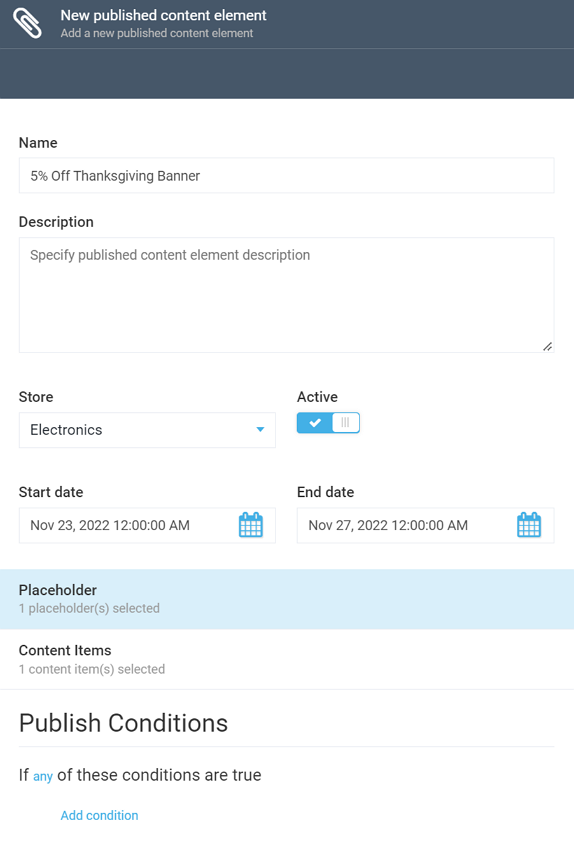 New published content element
Add a new published content element
Name
5% Off Thanksgiving Banner
Description
Specify published content element description
Store
Active
Electronics
Start date
End date
Nov 23, 2022 12:00:00 AM
Nov 27, 2022 12:00:00 AM
Placeholder
1 placeholder(s) selected
Content Items
1 content item(s) selected
Publish Conditions
If any of these conditions are true
Add condition